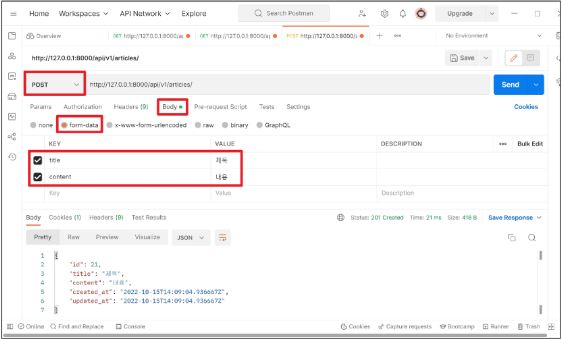 Home Workspaces API Network Explore Search Postman Upgrade
Overview GET http://127.0.0.1:8000/a GET http://127.0.0.1:8000/a POST http://127.0.0.1:8000/a No Environment
http://127.0.0.1:8000/api/v1/articles/ Save
POST http://127.0.0.1:8000/api/v1/articles/ Send
Params Authorization Headers (9) Body Pre-request Script Tests Settings Cookies
none form-data x-www-form-urlencoded raw binary GraphQL
KEY VALUE DESCRIPTION Bulk Edit
title 제목
content 내용
Key Value Description
Body Cookies (1) Headers (9) Test Results Status: 201 Created Time: 21 ms Size: 418 B Save Response
Pretty Raw Preview Visualize JSON
1 {
2 "id": 21,
3 "title": "제목",
4 "content": "내용",
5 "created_at": "2022-10-15T14:09:04.936667Z",
6 "updated_at": "2022-10-15T14:09:04.936667Z"
7 }
Online Find and Replace Console Cookies Capture requests Bootcamp Runner Trash